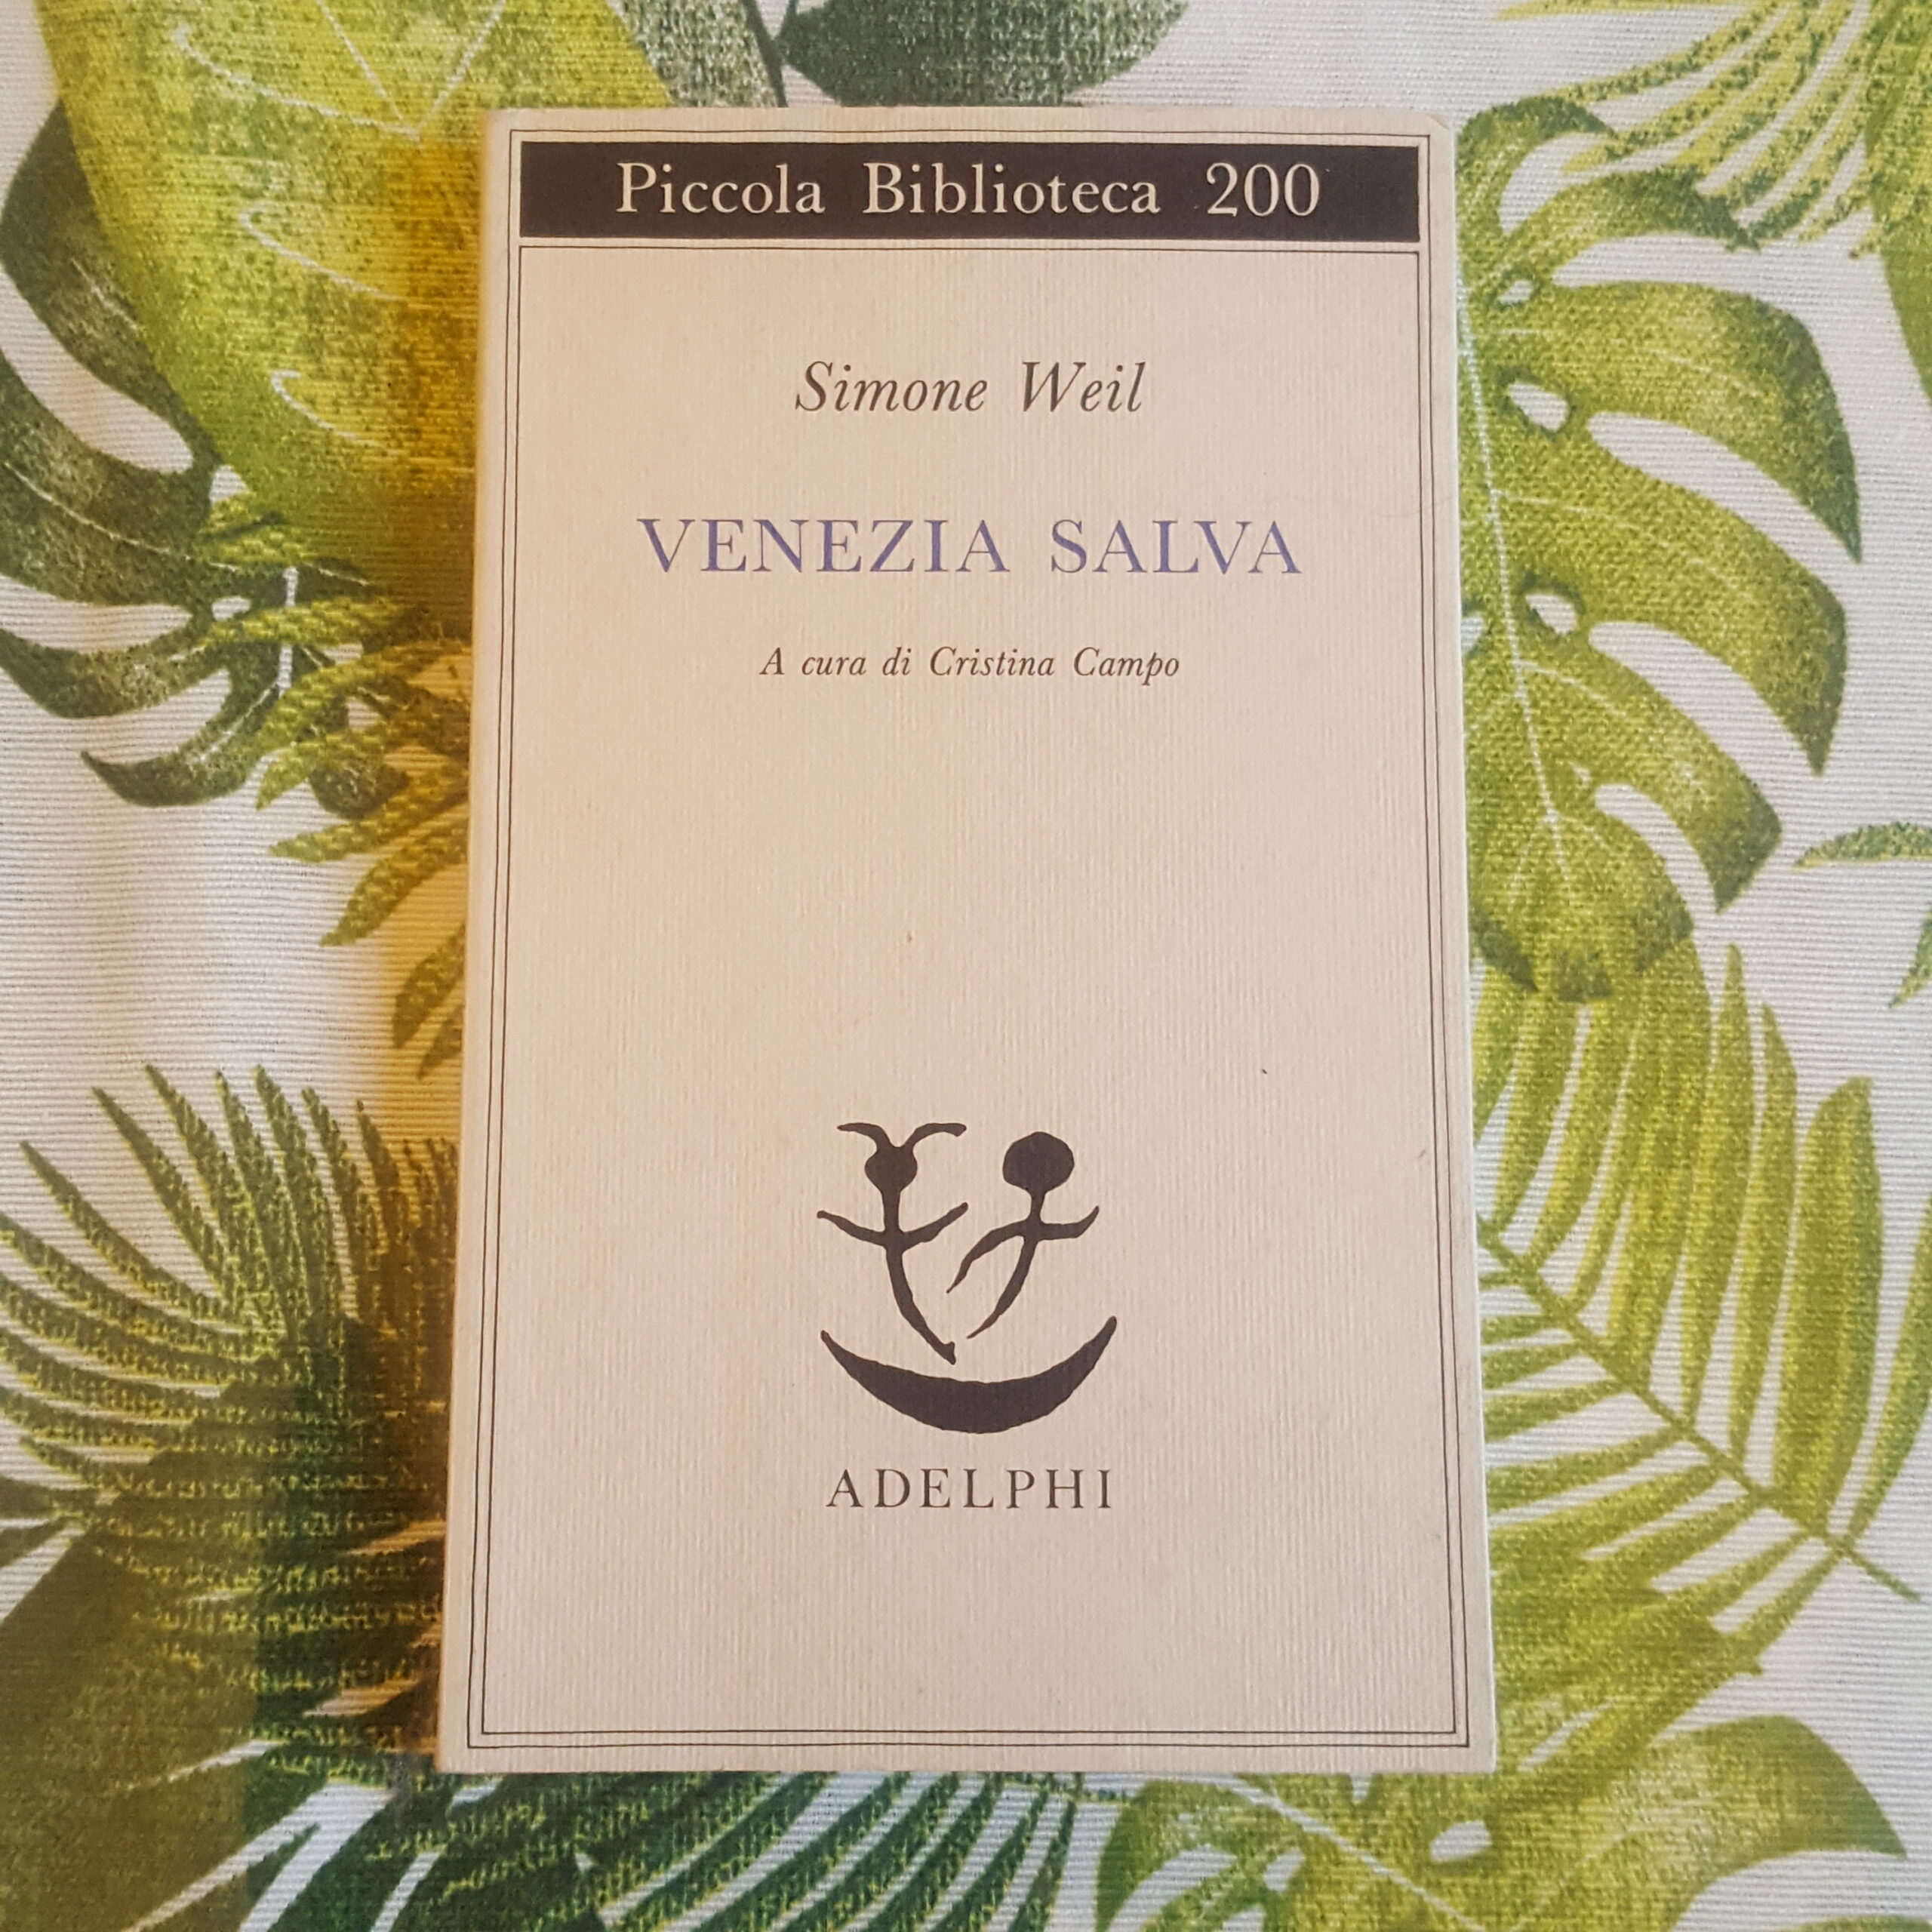 Piccola Biblioteca 200
Simone Weil
VENEZIA SALVA
A cura di Cristina Campo
ADELPHI